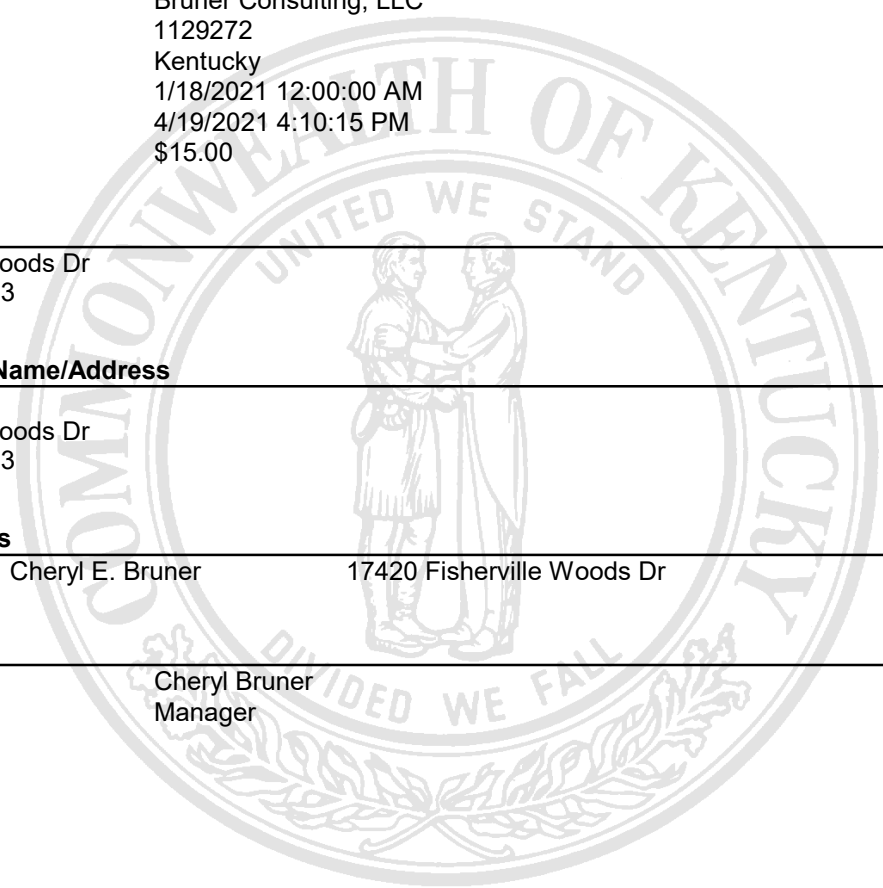 Bruner Consulting, LLC
1129272
Kentucky
1/18/2021 12:00:00 AM
4/19/2021 4:10:15 PM
$15.00
COMMONWEALTH OF KENTUCKY
UNITED WE STAND
oods Dr
3
Name/Address
oods Dr
3
s
Cheryl E. Bruner 17420 Fisherville Woods Dr
DIVIDED WE FALL
Cheryl Bruner
Manager